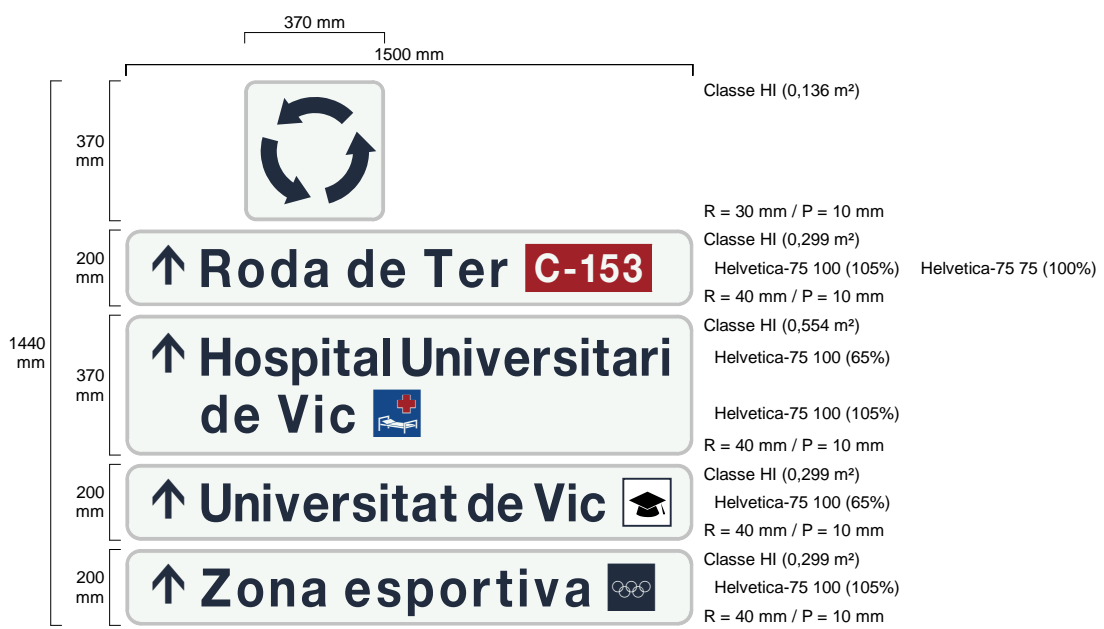 370 mm
1500 mm
Classe HI (0,136 m²)
370 mm
R = 30 mm / P = 10 mm
Classe HI (0,299 m²)
200 mm
Roda de Ter C-153
Helvetica-75 100 (105%) Helvetica-75 75 (100%)
R = 40 mm / P = 10 mm
1440 mm
Classe HI (0,554 m²)
370 mm
Hospital Universitari
Helvetica-75 100 (65%)
de Vic
Helvetica-75 100 (105%)
R = 40 mm / P = 10 mm
Classe HI (0,299 m²)
200 mm
Universitat de Vic
Helvetica-75 100 (65%)
R = 40 mm / P = 10 mm
Classe HI (0,299 m²)
200 mm
Zona esportiva
Helvetica-75 100 (105%)
R = 40 mm / P = 10 mm